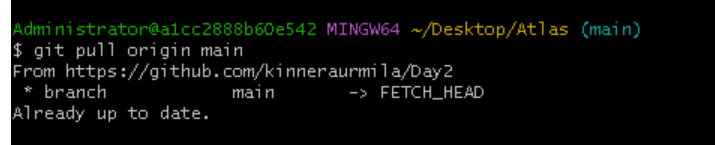 Administrator@a1cc2888b60e542 MINGW64 ~/Desktop/Atlas (main)
$ git pull origin main
From https://github.com/kinneraurmila/Day2
 * branch            main       -> FETCH_HEAD
Already up to date.